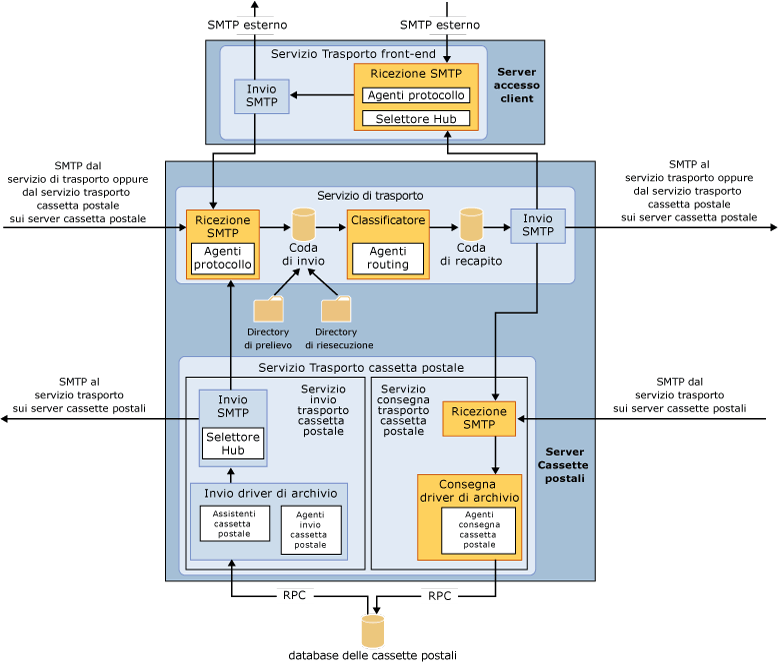 SMTP esterno
SMTP esterno
Servizio Trasporto front-end
Ricezione SMTP
Agenti protocollo
Selettore Hub
Invio
SMTP
Server
accesso
client
SMTP dal
servizio di trasporto oppure
dal servizio trasporto
cassetta postale
sui server cassetta postale
SMTP al
servizio trasporto oppure
dal servizio trasporto
cassetta postale
sui server cassetta postale
Servizio di trasporto
Ricezione
SMTP
Agenti
protocollo
Coda
di invio
Classificatore
Agenti
routing
Coda
di recapito
Invio
SMTP
Directory
di prelievo
Directory
di riesecuzione
Servizio Trasporto cassetta postale
SMTP al
servizio trasporto
sui server cassette postali
Invio
SMTP
Selettore
Hub
Servizio
invio
trasporto
cassetta
postale
Servizio
consegna
trasporto
cassetta
postale
Ricezione
SMTP
SMTP dal
servizio trasporto
sui server cassette postali
Server
Cassette
postali
Invio driver di archivio
Assistenti
cassetta
postale
Agenti
invio
cassetta
postale
Consegna
driver di archivio
Agenti
consegna
cassetta
postale
RPC
RPC
database delle cassette postali